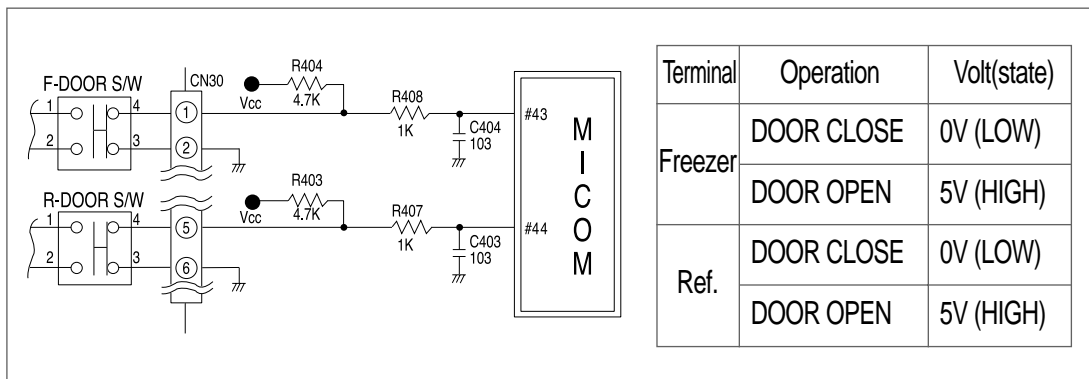 F-DOOR S/W
CN30
1
2
4
3
1
2
Vcc
R404
4.7K
R408
1K
C404
103
#43
R-DOOR S/W
1
2
4
3
5
6
Vcc
R403
4.7K
R407
1K
C403
103
#44
MICOM
Terminal Operation Volt(state)
Freezer
DOOR CLOSE 0V (LOW)
DOOR OPEN 5V (HIGH)
Ref.
DOOR CLOSE 0V (LOW)
DOOR OPEN 5V (HIGH)